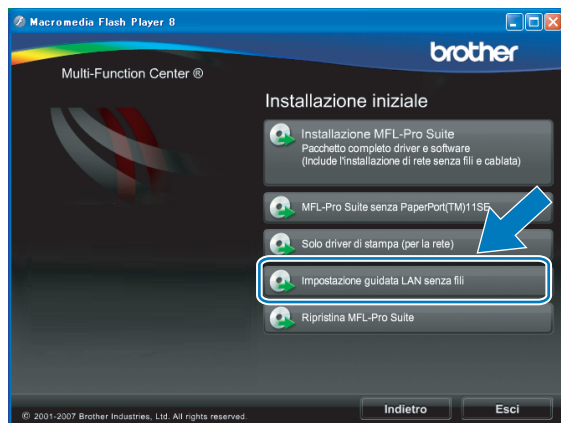 Macromedia Flash Player 8
brother
Multi-Function Center ®
Installazione iniziale
Installazione MFL-Pro Suite
Pacchetto completo driver e software
(Include l'installazione di rete senza fili e cablata)
MFL-Pro Suite senza PaperPort(TM)11SE
Solo driver di stampa (per la rete)
Impostazione guidata LAN senza fili
Ripristina MFL-Pro Suite
Indietro
Esci
© 2001-2007 Brother Industries, Ltd. All rights reserved.